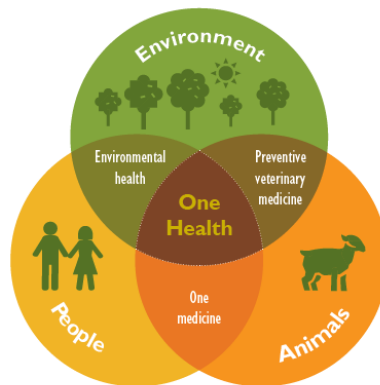 Environment
Environmental
health
Preventive
veterinary
medicine
One
Health
One
medicine
People
Animals